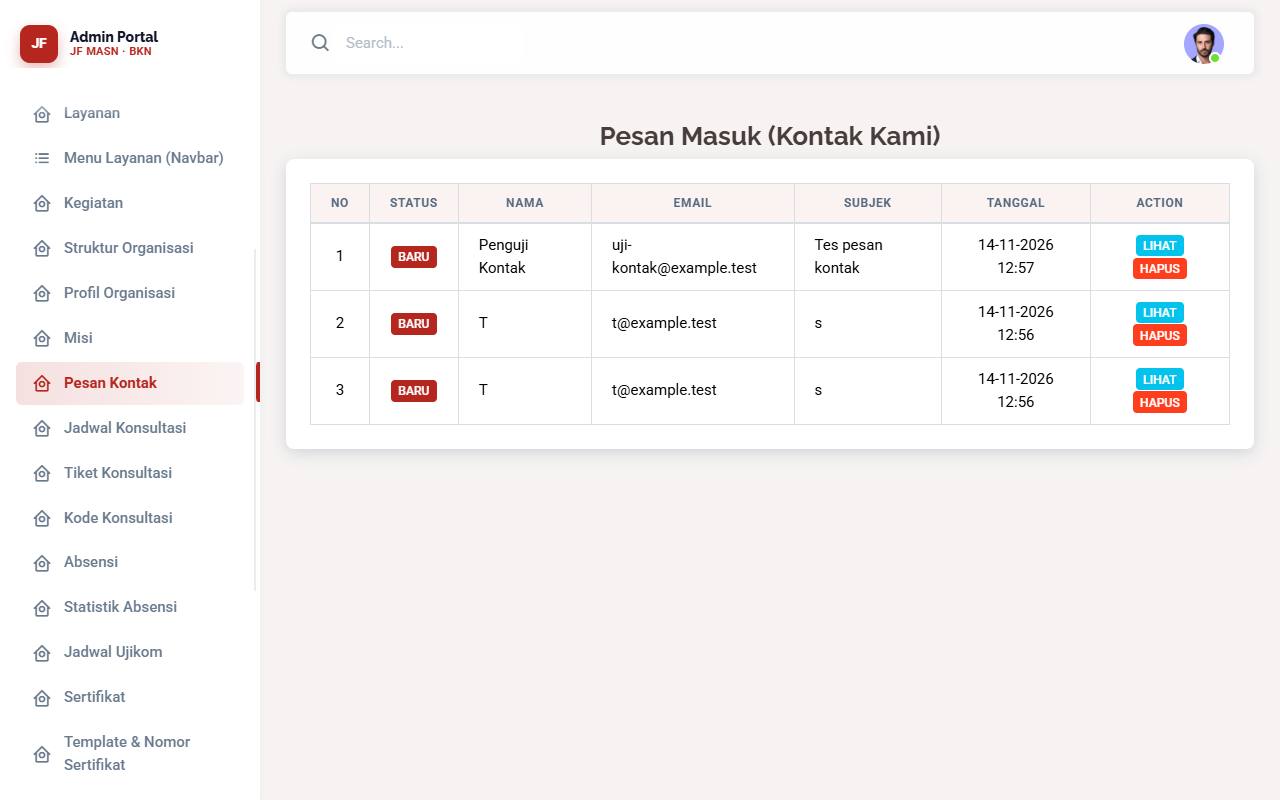 JF
Admin Portal
JF MASN · BKN
Search...
Layanan
Menu Layanan (Navbar)
Kegiatan
Struktur Organisasi
Profil Organisasi
Misi
Pesan Kontak
Jadwal Konsultasi
Tiket Konsultasi
Kode Konsultasi
Absensi
Statistik Absensi
Jadwal Ujikom
Sertifikat
Template & Nomor
Sertifikat
Pesan Masuk (Kontak Kami)
NO STATUS NAMA EMAIL SUBJEK TANGGAL ACTION
1 BARU Penguji uji- Tes pesan 14-11-2026 LIHAT
Kontak kontak@example.test kontak 12:57 HAPUS
2 BARU T t@example.test s 14-11-2026 LIHAT
12:56 HAPUS
3 BARU T t@example.test s 14-11-2026 LIHAT
12:56 HAPUS